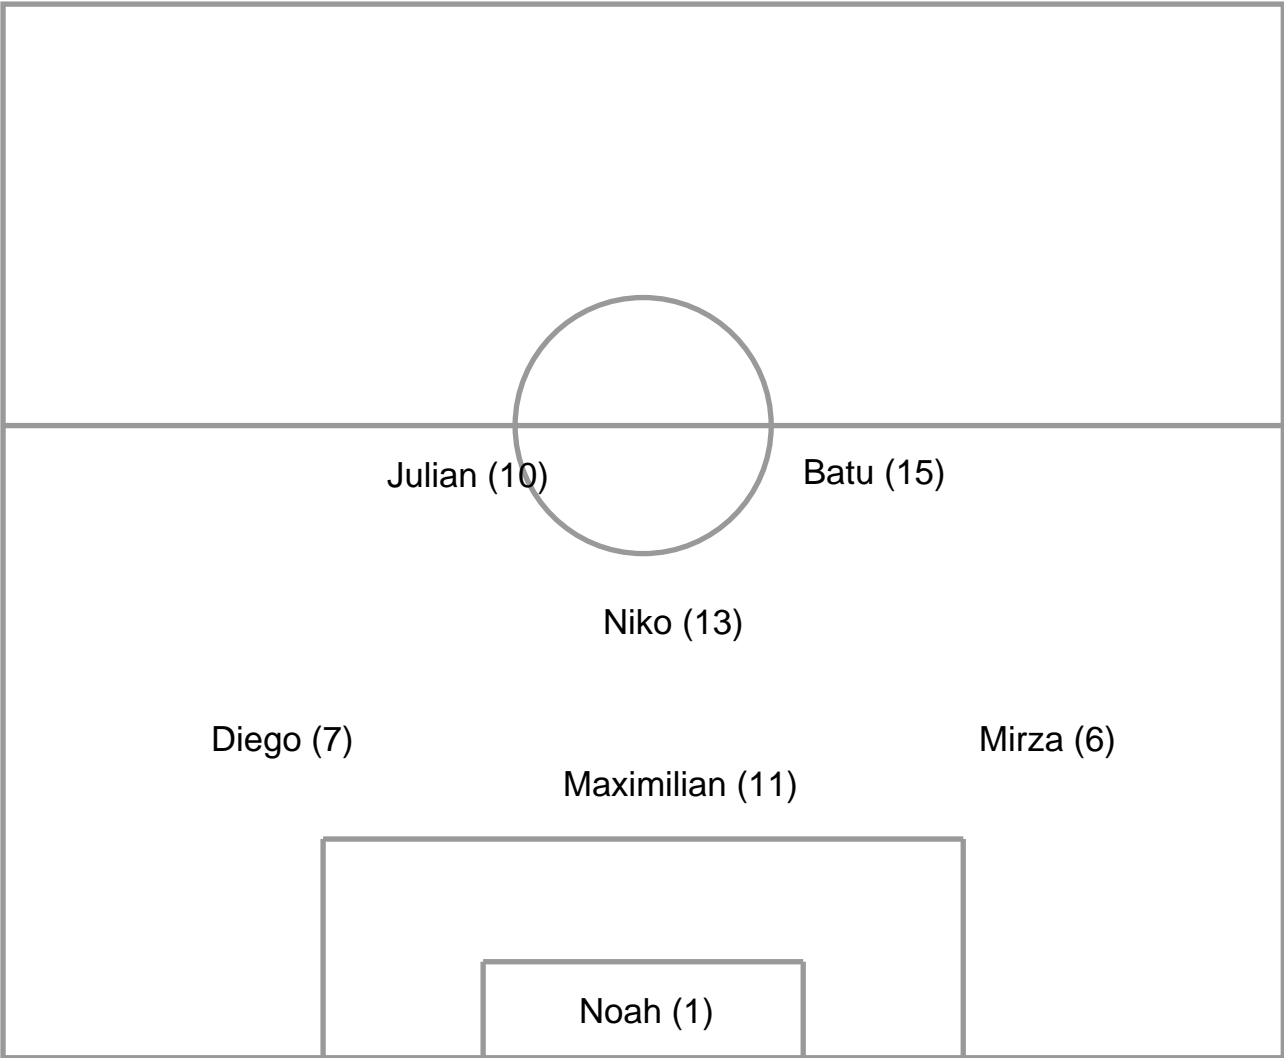 Julian (10)
Batu (15)
Niko (13)
Diego (7)
Mirza (6)
Maximilian (11)
Noah (1)